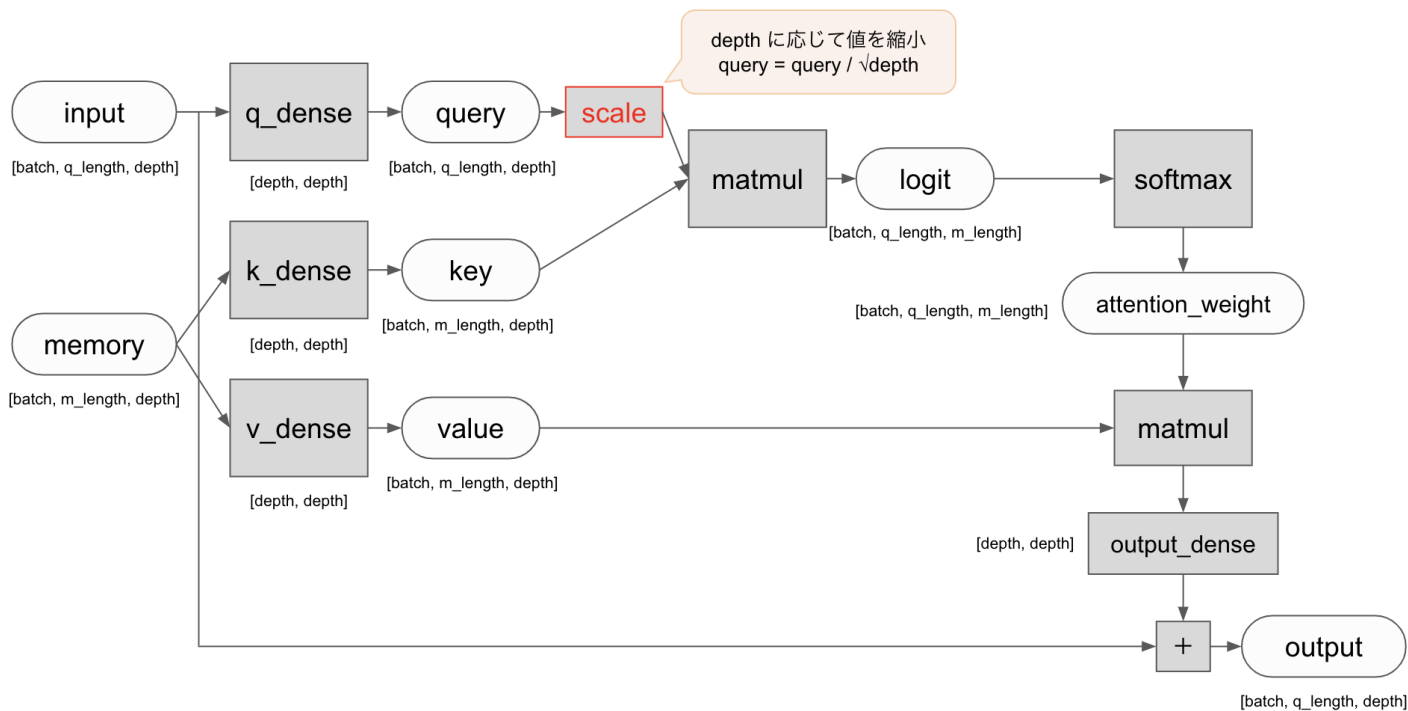 depth に応じて値を縮小
query = query / √depth
input
[batch, q_length, depth]
q_dense
[depth, depth]
query
[batch, q_length, depth]
scale
matmul
logit
[batch, q_length, m_length]
softmax
k_dense
[depth, depth]
key
[batch, m_length, depth]
[batch, q_length, m_length]
attention_weight
memory
[batch, m_length, depth]
v_dense
[depth, depth]
value
[batch, m_length, depth]
matmul
[depth, depth]
output_dense
+
output
[batch, q_length, depth]